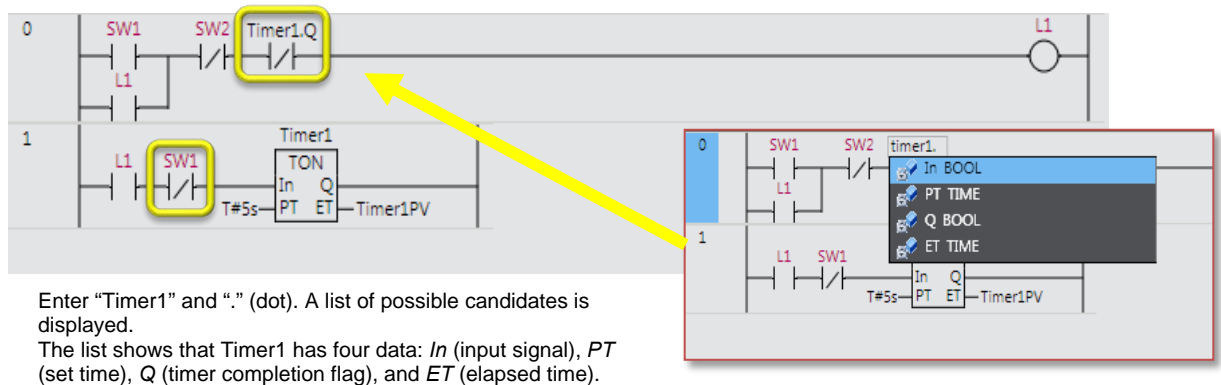 0
SW1 SW2 Timer1.Q L1
L1
1
Timer1
L1 SW1 TON
In Q
T#5s PT ET Timer1PV
0
SW1 SW2 timer1.
In BOOL
L1
PT TIME
Q BOOL
1
ET TIME
L1 SW1
In Q
T#5s PT ET Timer1PV
Enter “Timer1” and “.” (dot). A list of possible candidates is
displayed.
The list shows that Timer1 has four data: In (input signal), PT
(set time), Q (timer completion flag), and ET (elapsed time).